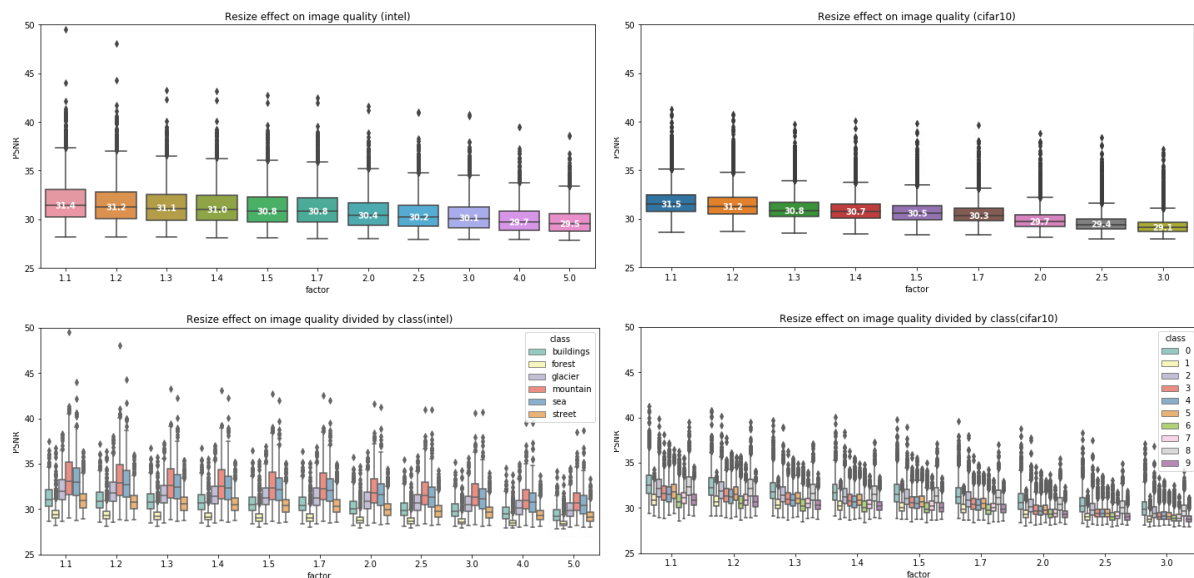 Resize effect on image quality (intel)
50
45
40
35
30
25
PSNR
31.4 31.2 31.1 31.0 30.8 30.8 30.4 30.2 30.1 29.7 29.5
1.1 1.2 1.3 1.4 1.5 1.7 2.0 2.5 3.0 4.0 5.0
factor
Resize effect on image quality (cifar10)
50
45
40
35
30
25
PSNR
31.5 31.2 30.8 30.7 30.5 30.3 29.7 29.4 29.1
1.1 1.2 1.3 1.4 1.5 1.7 2.0 2.5 3.0
factor
Resize effect on image quality divided by class(intel)
50
45
40
35
30
25
PSNR
class
buildings
forest
glacier
mountain
sea
street
1.1 1.2 1.3 1.4 1.5 1.7 2.0 2.5 3.0 4.0 5.0
factor
Resize effect on image quality divided by class(cifar10)
50
45
40
35
30
25
PSNR
class
0
1
2
3
4
5
6
7
8
9
1.1 1.2 1.3 1.4 1.5 1.7 2.0 2.5 3.0
factor